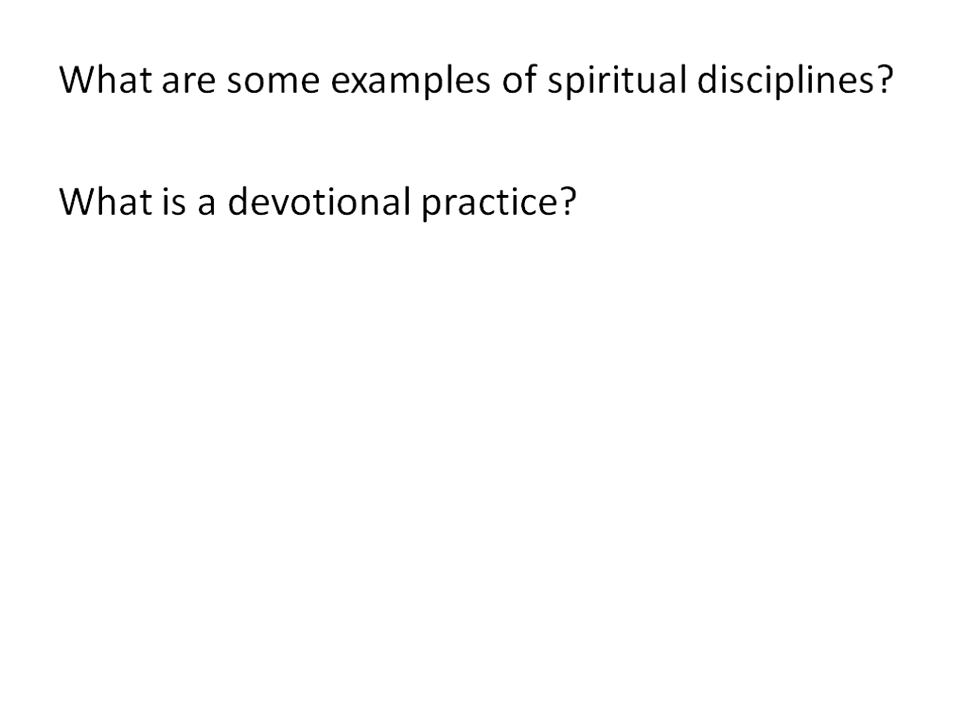 What are some examples of spiritual disciplines?
What is a devotional practice?